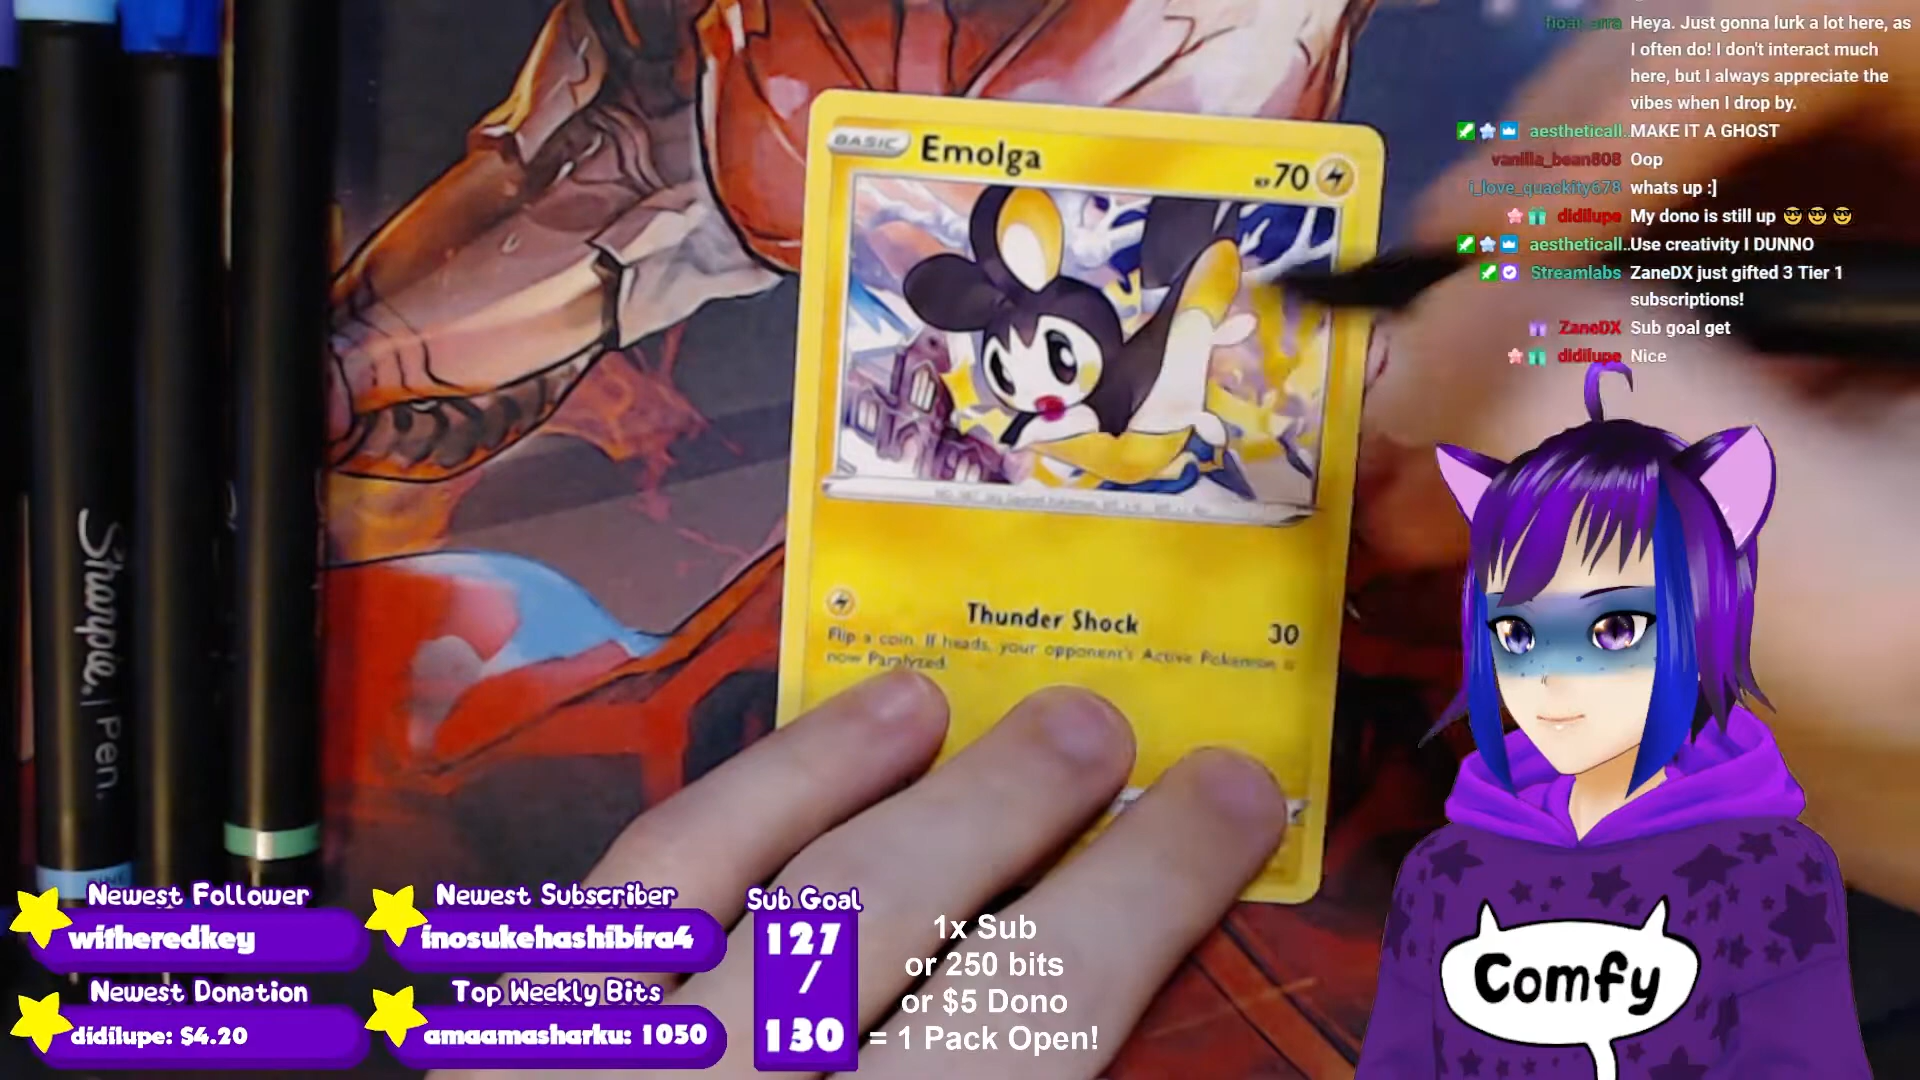 Heya. Just gonna lurk a lot here, as
I often do! I don't interact much
here, but I always appreciate the
vibes when I drop by.
aestheticall.. MAKE IT A GHOST
vanilla_bean808 Oop
i_love_quackity678 whats up :]
didilupe My dono is still up 😎 😎 😎
aestheticall.. Use creativity I DUNNO
Streamlabs ZaneDX just gifted 3 Tier 1
subscriptions!
ZaneDX Sub goal get
didilupe Nice
BASIC Emolga HP 70
Thunder Shock 30
Flip a coin. If heads, your opponent's Active Pokémon is
now Paralyzed.
Sharpie. | Pen.
Newest Follower
witheredkey
Newest Subscriber
inosukehashibira4
Newest Donation
didilupe: $4.20
Top Weekly Bits
amaamasharku: 1050
Sub Goal
127
/
130
1x Sub
or 250 bits
or $5 Dono
= 1 Pack Open!
Comfy